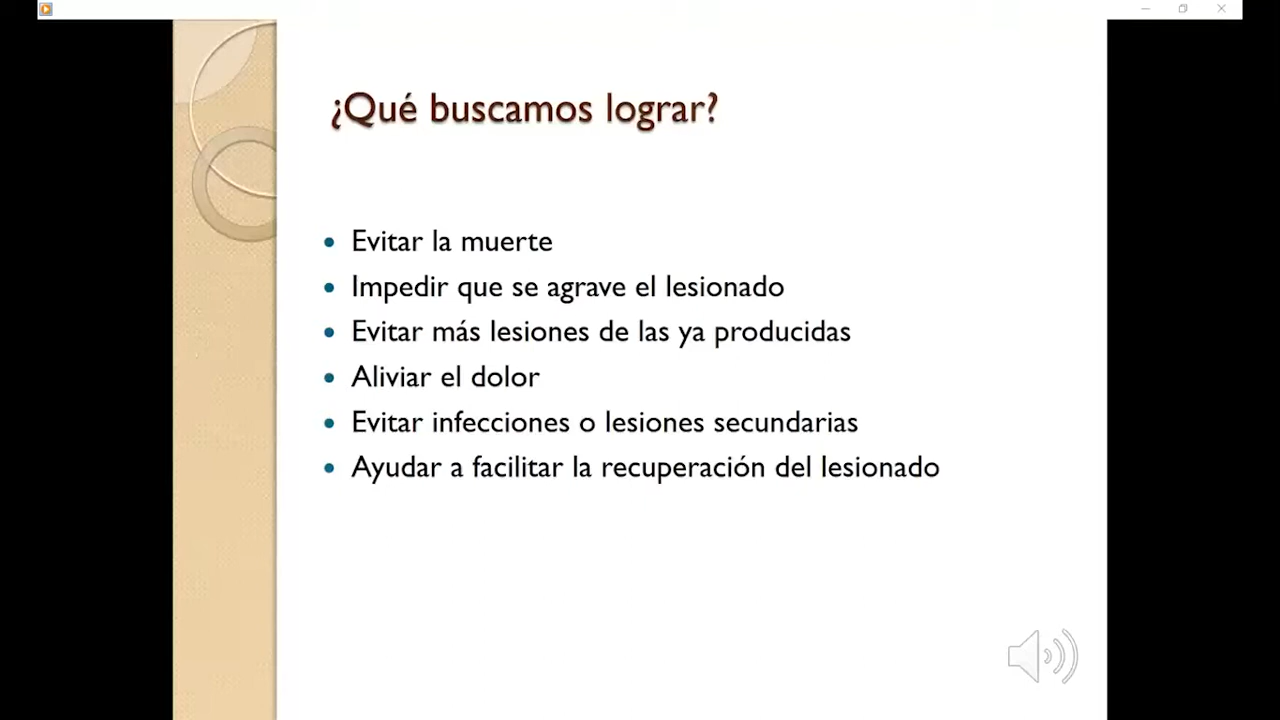 ¿Qué buscamos lograr?
• Evitar la muerte
• Impedir que se agrave el lesionado
• Evitar más lesiones de las ya producidas
• Aliviar el dolor
• Evitar infecciones o lesiones secundarias
• Ayudar a facilitar la recuperación del lesionado